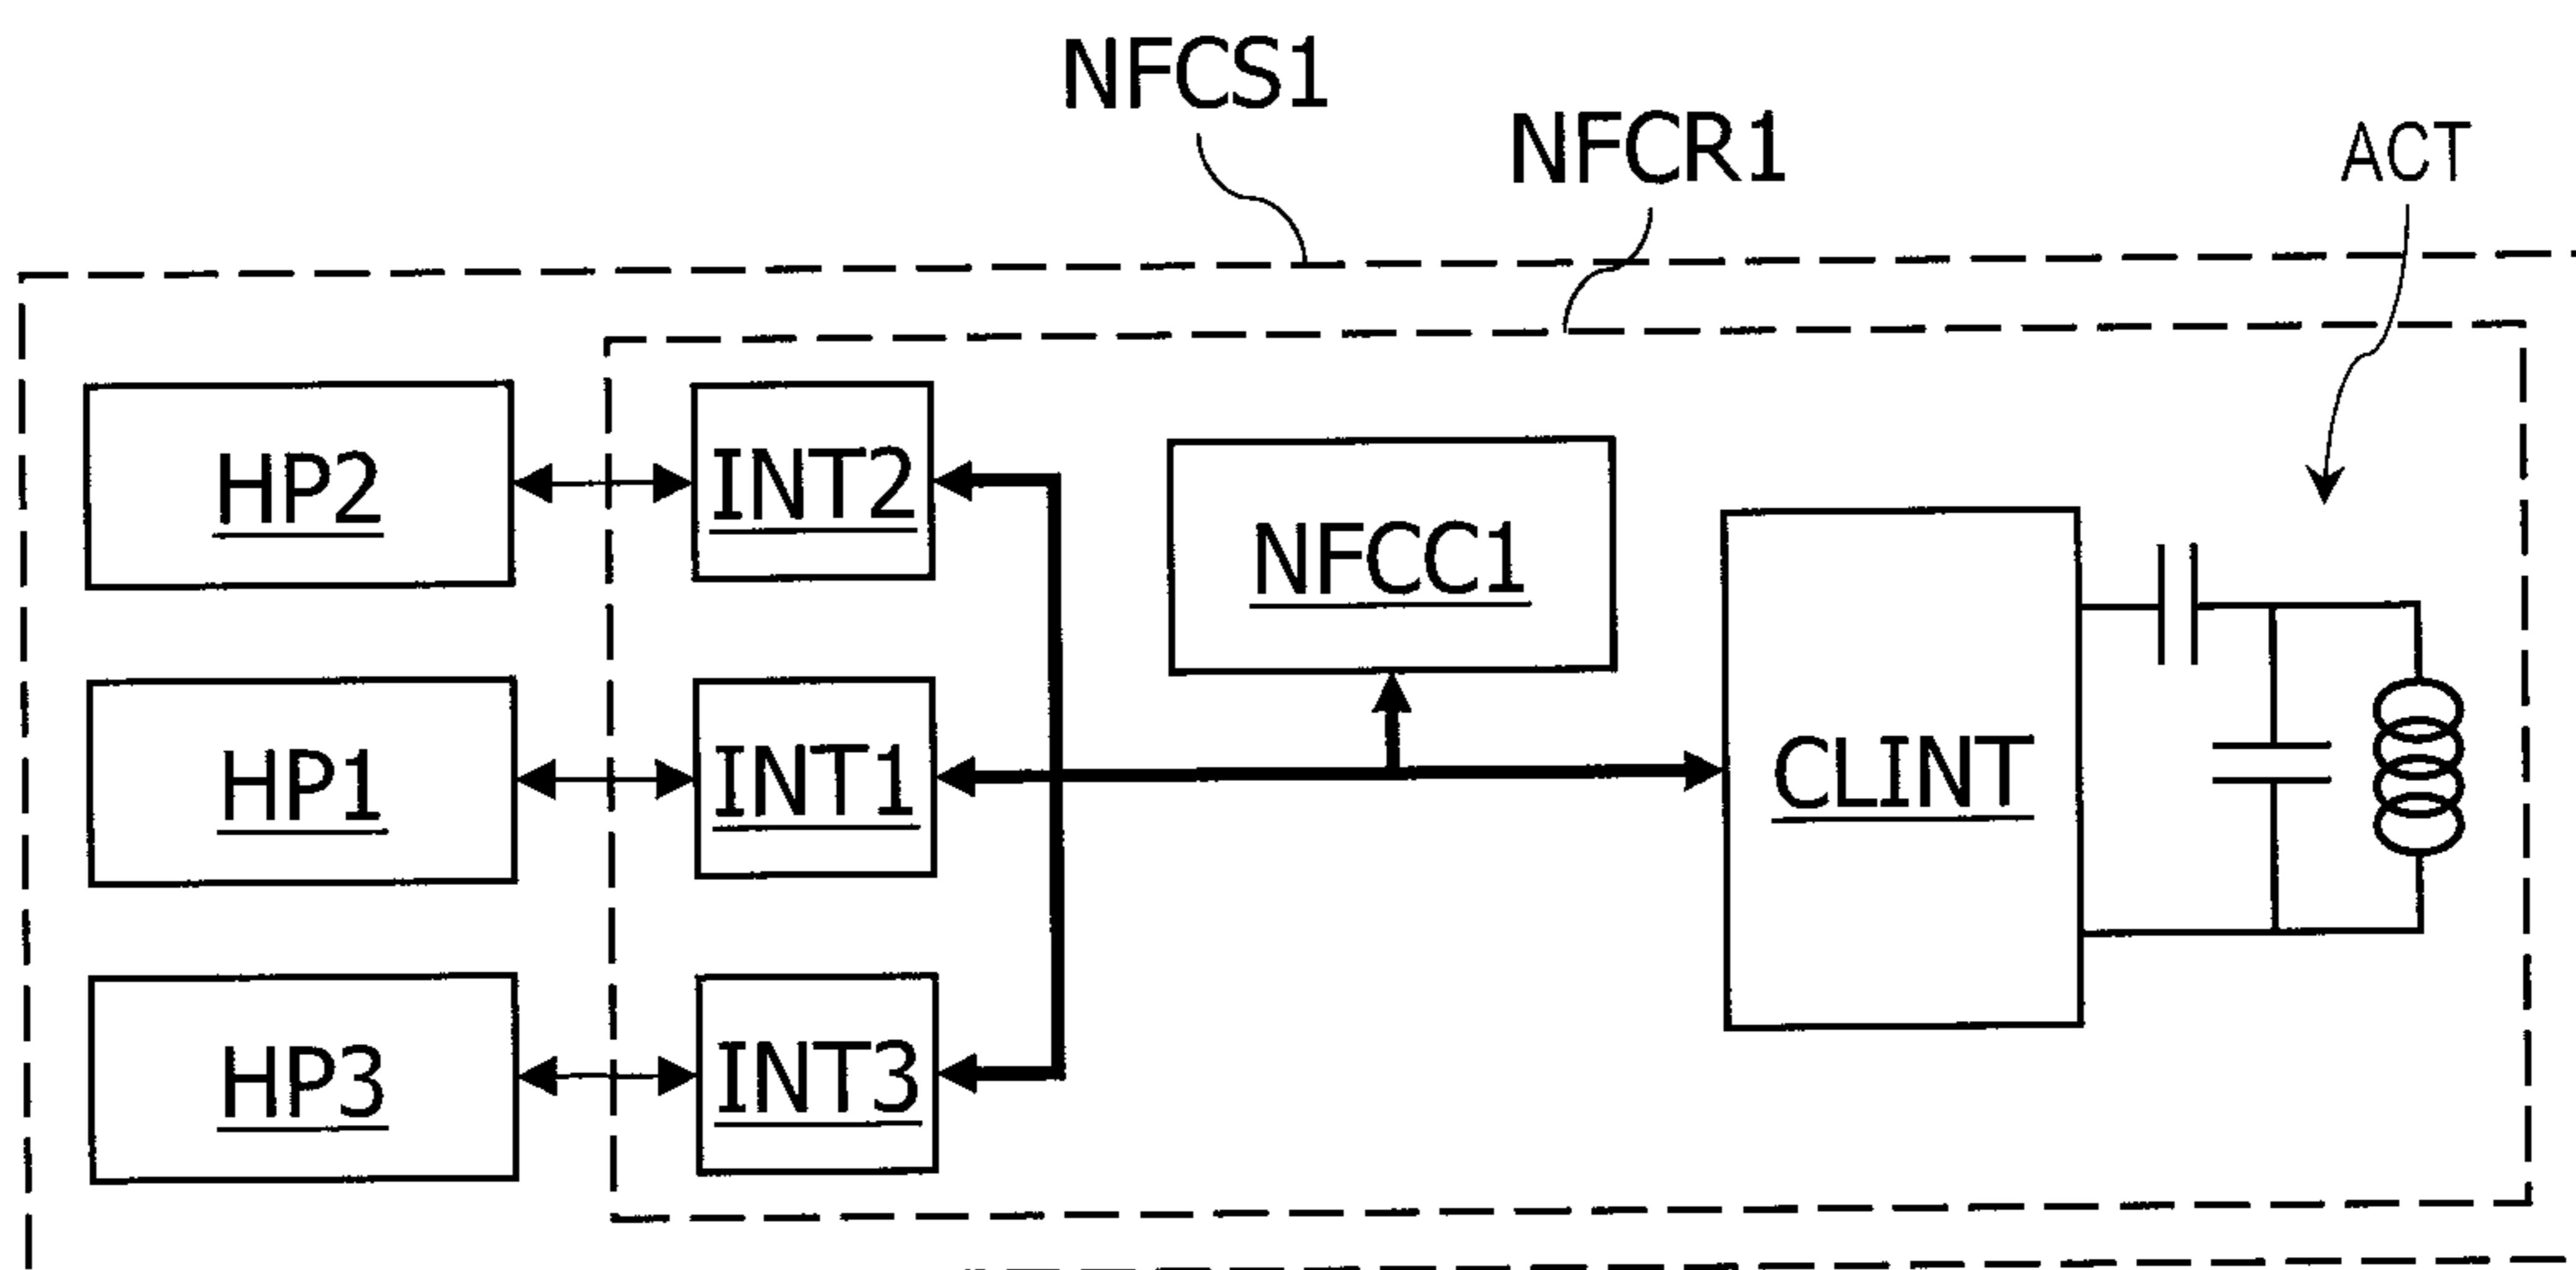 NFCS1
NFCR1
ACT
HP2
INT2
NFCC1
HP1
INT1
CLINT
HP3
INT3